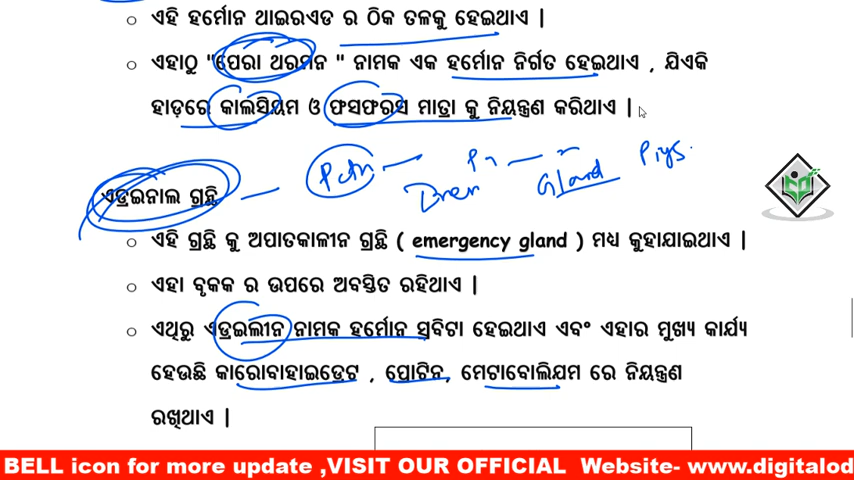 ଏହି ହର୍ମୋନ ଥାଇରଏଡ ର ଠିକ ତଳକୁ ହେଇଥାଏ |
ଏହାଠୁ "ପେରା ଥରମନ " ନାମକ ଏକ ହର୍ମୋନ ନିର୍ଗତ ହେଇଥାଏ , ଯିଏକି
ହାଡ଼ରେ କାଲସିୟମ ଓ ଫସଫରସ ମାତ୍ରା କୁ ନିୟନ୍ତ୍ରଣ କରିଥାଏ |
ଏଡ୍ରଇନାଲ ଗ୍ରନ୍ଥି
Gland
ଏହି ଗ୍ରନ୍ଥି କୁ ଅପାତକାଳୀନ ଗ୍ରନ୍ଥି ( emergency gland ) ମଧ୍ୟ କୁହାଯାଇଥାଏ |
ଏହା ବୃକକ ର ଉପରେ ଅବସ୍ତିତ ରହିଥାଏ |
ଏଥିରୁ ଏଡ୍ରଇଲୀନ ନାମକ ହର୍ମୋନ ସ୍ରବିଟା ହେଇଥାଏ ଏବଂ ଏହାର ମୁଖ୍ୟ କାର୍ଯ୍ୟ
ହେଉଛି କାରୋବାହାଇଡ୍ରେଟ , ପ୍ରୋଟିନ, ମେଟାବୋଲିଯମ ରେ ନିୟନ୍ତ୍ରଣ
ରଖିଥାଏ |
BELL icon for more update ,VISIT OUR OFFICIAL Website- www.digitalod